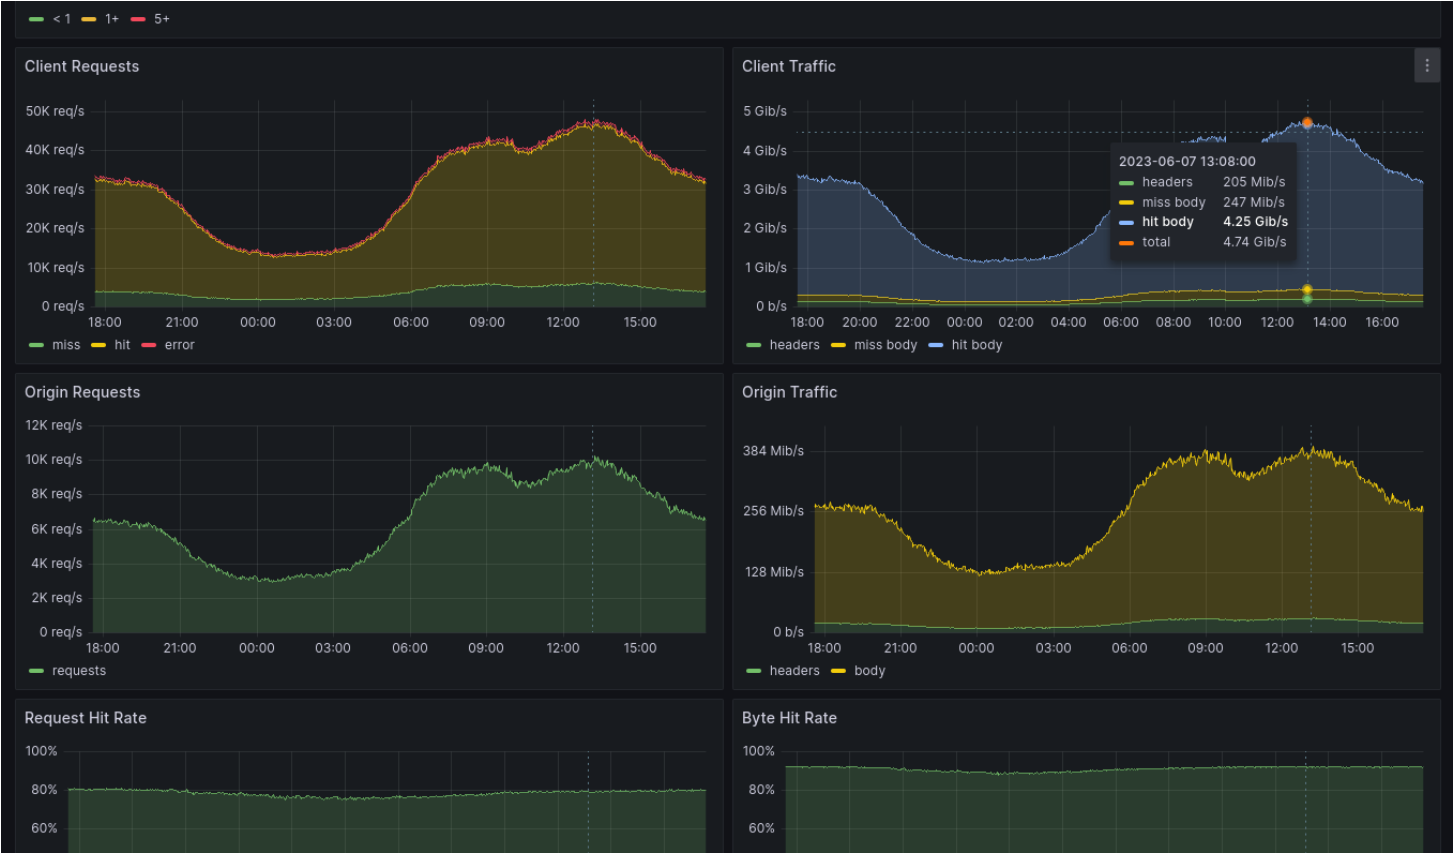 < 1 1+ 5+
Client Requests
50K req/s
40K req/s
30K req/s
20K req/s
10K req/s
0 req/s
18:00 21:00 00:00 03:00 06:00 09:00 12:00 15:00
miss hit error
Client Traffic
5 Gib/s
4 Gib/s
3 Gib/s
2 Gib/s
1 Gib/s
0 b/s
2023-06-07 13:08:00
headers 205 Mib/s
miss body 247 Mib/s
hit body 4.25 Gib/s
total 4.74 Gib/s
18:00 20:00 22:00 00:00 02:00 04:00 06:00 08:00 10:00 12:00 14:00 16:00
headers miss body hit body
Origin Requests
12K req/s
10K req/s
8K req/s
6K req/s
4K req/s
2K req/s
0 req/s
18:00 21:00 00:00 03:00 06:00 09:00 12:00 15:00
requests
Origin Traffic
384 Mib/s
256 Mib/s
128 Mib/s
0 b/s
18:00 21:00 00:00 03:00 06:00 09:00 12:00 15:00
headers body
Request Hit Rate
100%
80%
60%
Byte Hit Rate
100%
80%
60%